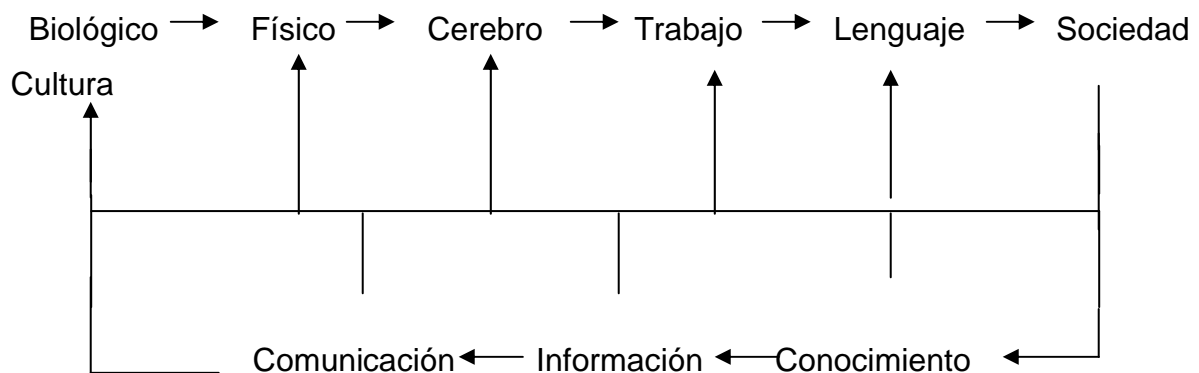 Biológico Físico Cerebro Trabajo Lenguaje Sociedad
Cultura
Comunicación Información Conocimiento